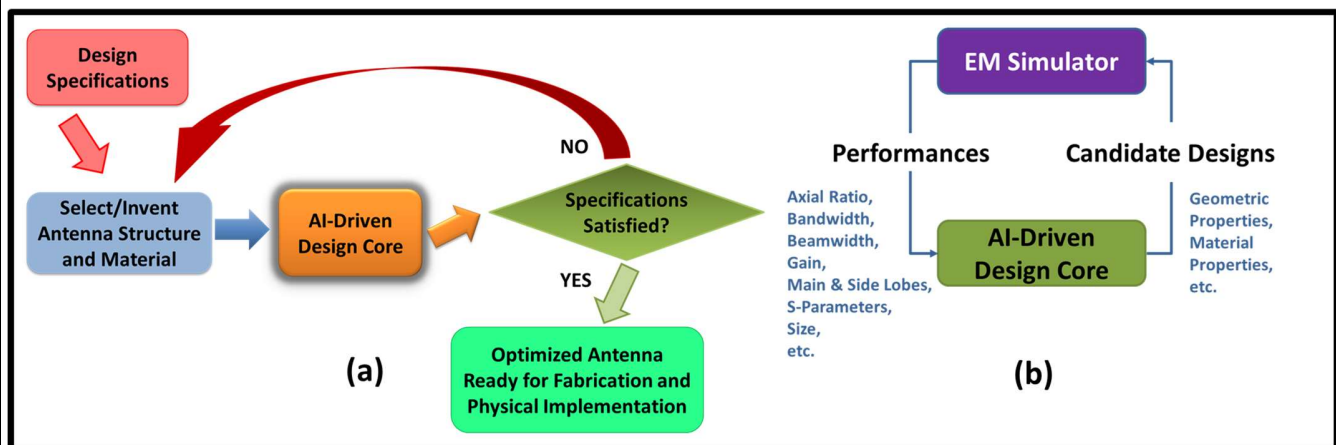 Design
Specifications
Select/Invent
Antenna Structure
and Material
AI-Driven
Design Core
NO
Specifications
Satisfied?
YES
Optimized Antenna
Ready for Fabrication and
Physical Implementation
(a)
EM Simulator
Performances
Candidate Designs
Axial Ratio,
Bandwidth,
Beamwidth,
Gain,
Main & Side Lobes,
S-Parameters,
Size,
etc.
AI-Driven
Design Core
Geometric
Properties,
Material
Properties,
etc.
(b)